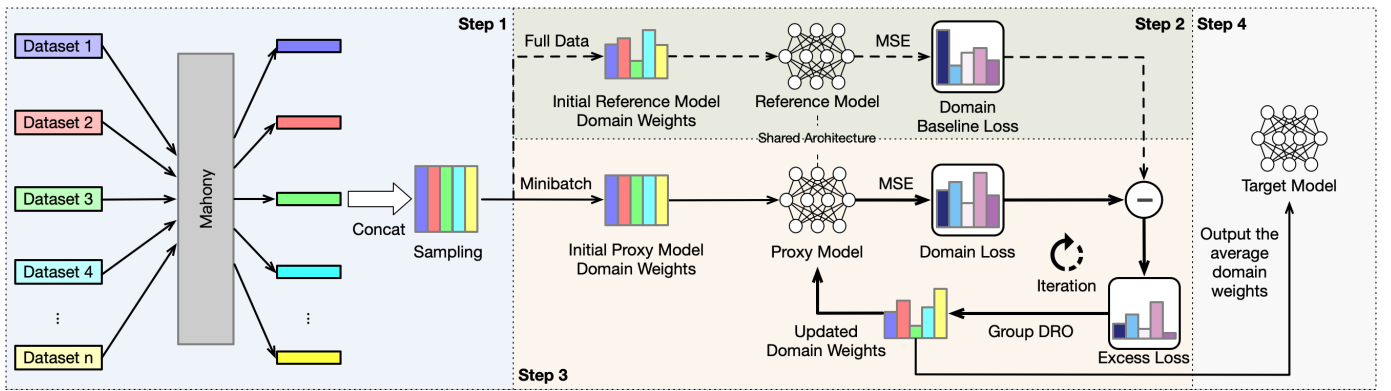 Step 1
Dataset 1
Dataset 2
Dataset 3
Dataset 4
...
Dataset n
Mahony
...
Concat
Sampling
Step 2
Full Data
Initial Reference Model
Domain Weights
Reference Model
MSE
Domain
Baseline Loss
Shared Architecture
Minibatch
Initial Proxy Model
Domain Weights
Proxy Model
MSE
Domain Loss
−
Iteration
Excess Loss
Group DRO
Updated
Domain Weights
Step 3
Step 4
Target Model
Output the
average
domain
weights